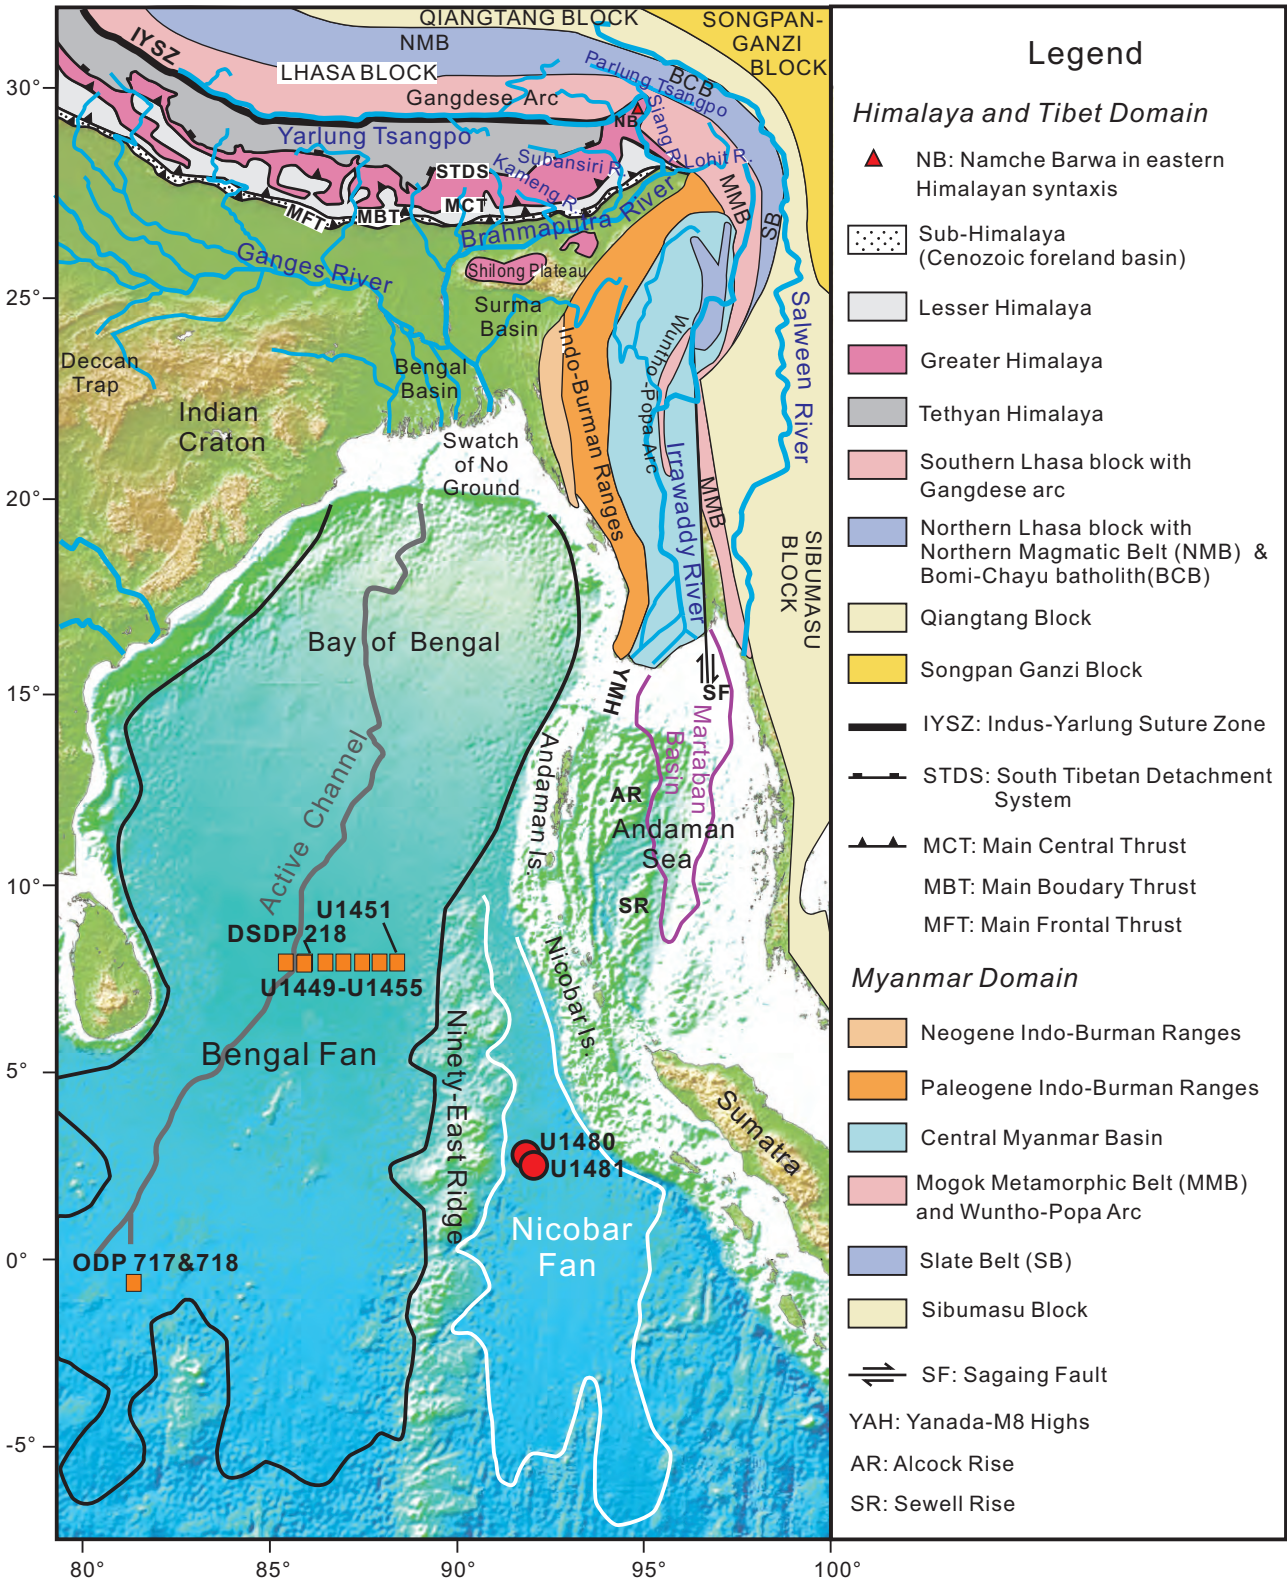 QIANGTANG BLOCK
SONGPAN-
GANZI
BLOCK
IYSZ
NMB
LHASA BLOCK
Gangdese Arc
Parlung Tsangpo
BCB
30°
NB
Siang R.
Yarlung Tsangpo
Subansiri R.
Lohit R.
STDS
Kameng R.
MMB
SB
MFT
MBT
MCT
Brahmaputra River
Ganges River
Shilong Plateau
25°
Surma
Basin
Salween River
Deccan
Trap
Bengal
Basin
Indo-Burman Ranges
Wuntho-Popa Arc
Indian
Craton
Swatch
of No
Ground
Irrawaddy River
MMB
20°
SIBUMASU
BLOCK
Bay of Bengal
15°
YMH
SF
Martaban
Basin
Active Channel
Andaman Is.
AR
Andaman
Sea
10°
SR
U1451
DSDP 218
U1449-U1455
Nicobar Is.
Ninety-East Ridge
5°
Bengal Fan
Sumatra
U1480
U1481
Nicobar
Fan
0°
ODP 717&718
-5°
80°
85°
90°
95°
100°
Legend
Himalaya and Tibet Domain
NB: Namche Barwa in eastern
Himalayan syntaxis
Sub-Himalaya
(Cenozoic foreland basin)
Lesser Himalaya
Greater Himalaya
Tethyan Himalaya
Southern Lhasa block with
Gangdese arc
Northern Lhasa block with
Northern Magmatic Belt (NMB) &
Bomi-Chayu batholith(BCB)
Qiangtang Block
Songpan Ganzi Block
IYSZ: Indus-Yarlung Suture Zone
STDS: South Tibetan Detachment
System
MCT: Main Central Thrust
MBT: Main Boudary Thrust
MFT: Main Frontal Thrust
Myanmar Domain
Neogene Indo-Burman Ranges
Paleogene Indo-Burman Ranges
Central Myanmar Basin
Mogok Metamorphic Belt (MMB)
and Wuntho-Popa Arc
Slate Belt (SB)
Sibumasu Block
SF: Sagaing Fault
YAH: Yanada-M8 Highs
AR: Alcock Rise
SR: Sewell Rise